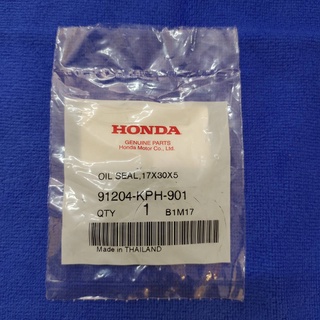 HONDA
GENUINE PARTS
Honda Motor Co., Ltd.
OIL SEAL,17X30X5
91204-KPH-901
QTY 1 B1M17
Made in THAILAND